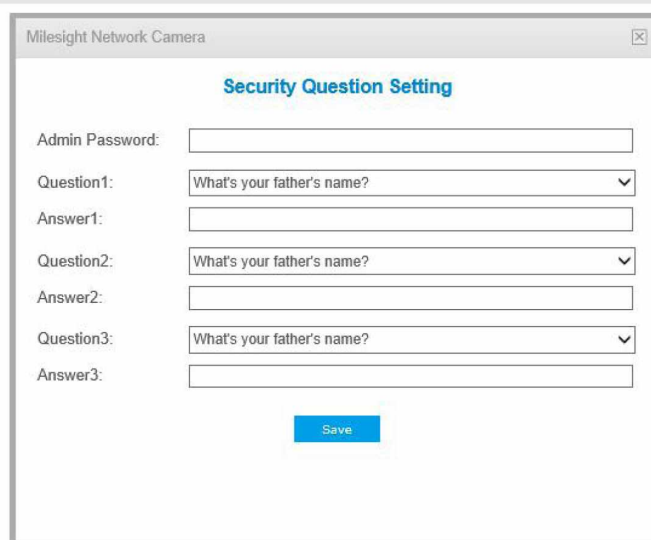 Milesight Network Camera
Security Question Setting
Admin Password:
Question1: What's your father's name?
Answer1:
Question2: What's your father's name?
Answer2:
Question3: What's your father's name?
Answer3:
Save